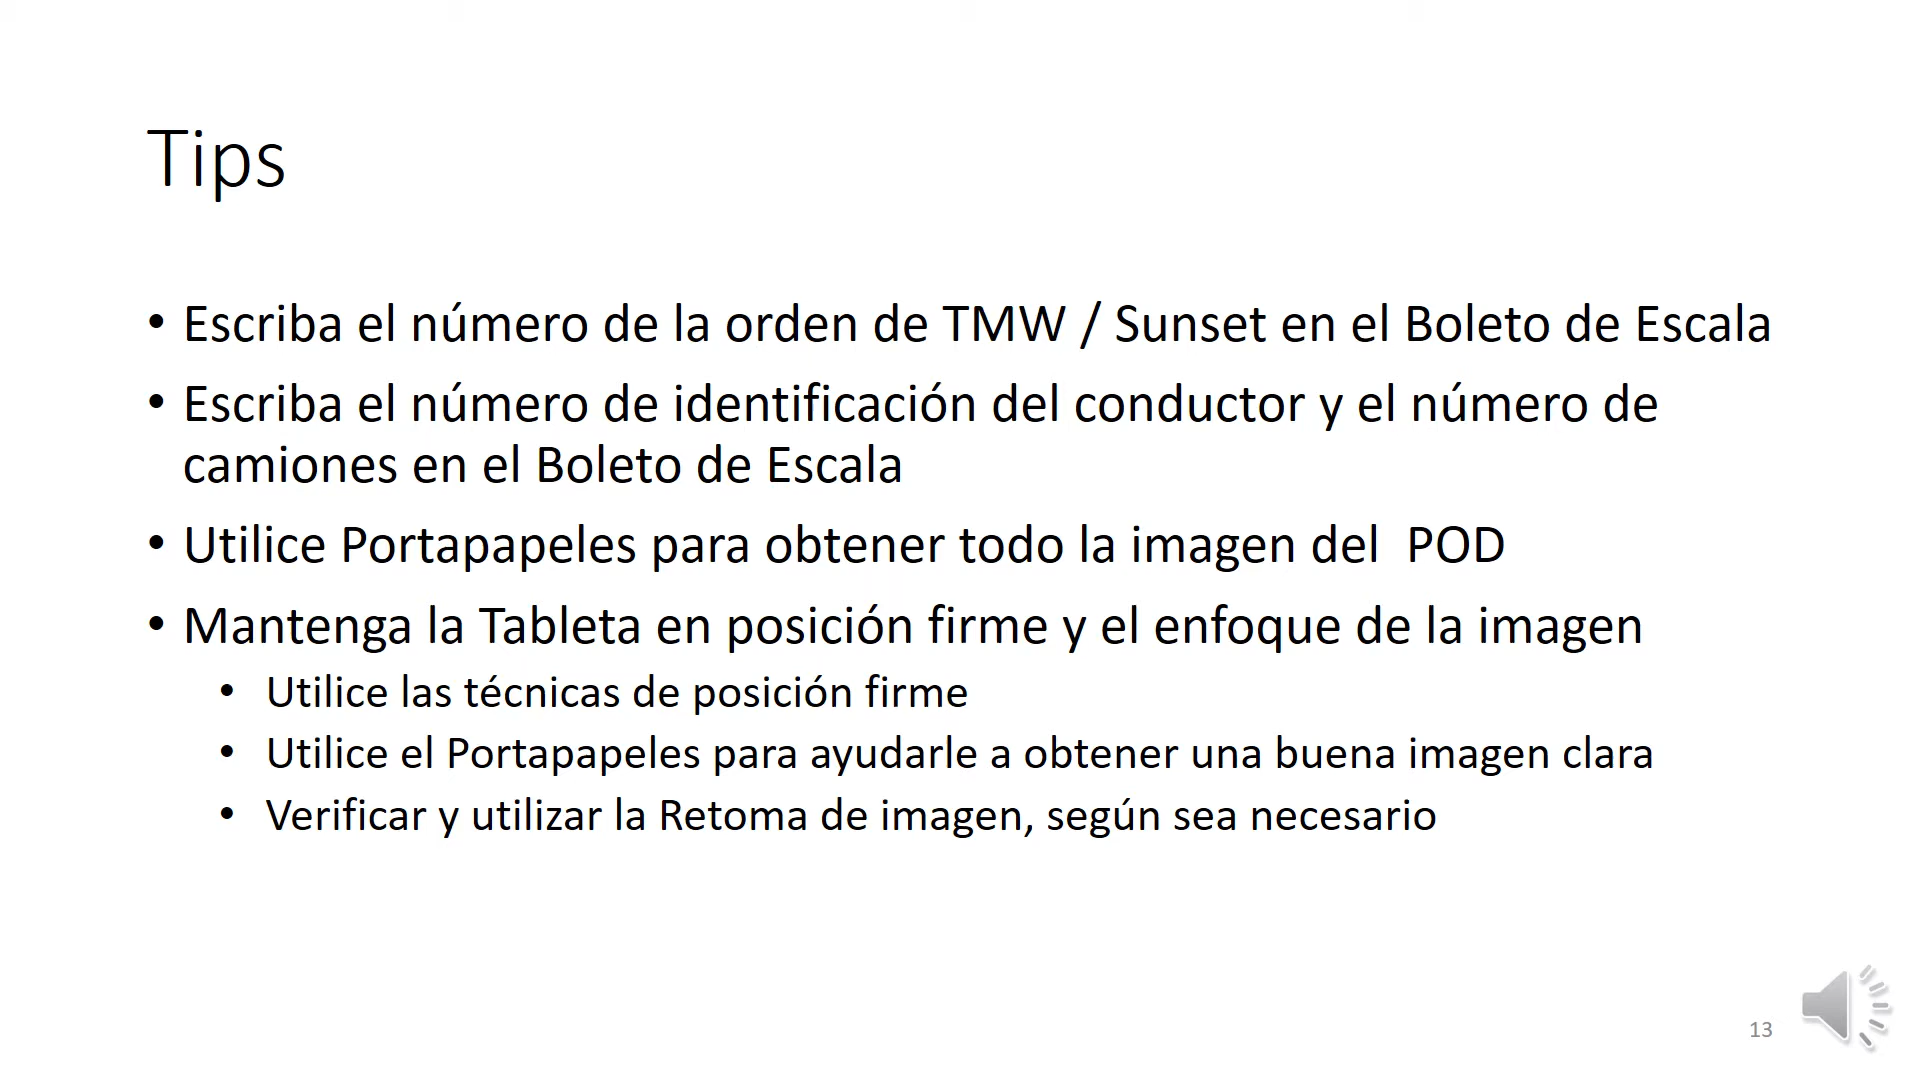 Tips
• Escriba el número de la orden de TMW / Sunset en el Boleto de Escala
• Escriba el número de identificación del conductor y el número de
camiones en el Boleto de Escala
• Utilice Portapapeles para obtener todo la imagen del  POD
• Mantenga la Tableta en posición firme y el enfoque de la imagen
• Utilice las técnicas de posición firme
• Utilice el Portapapeles para ayudarle a obtener una buena imagen clara
• Verificar y utilizar la Retoma de imagen, según sea necesario
13